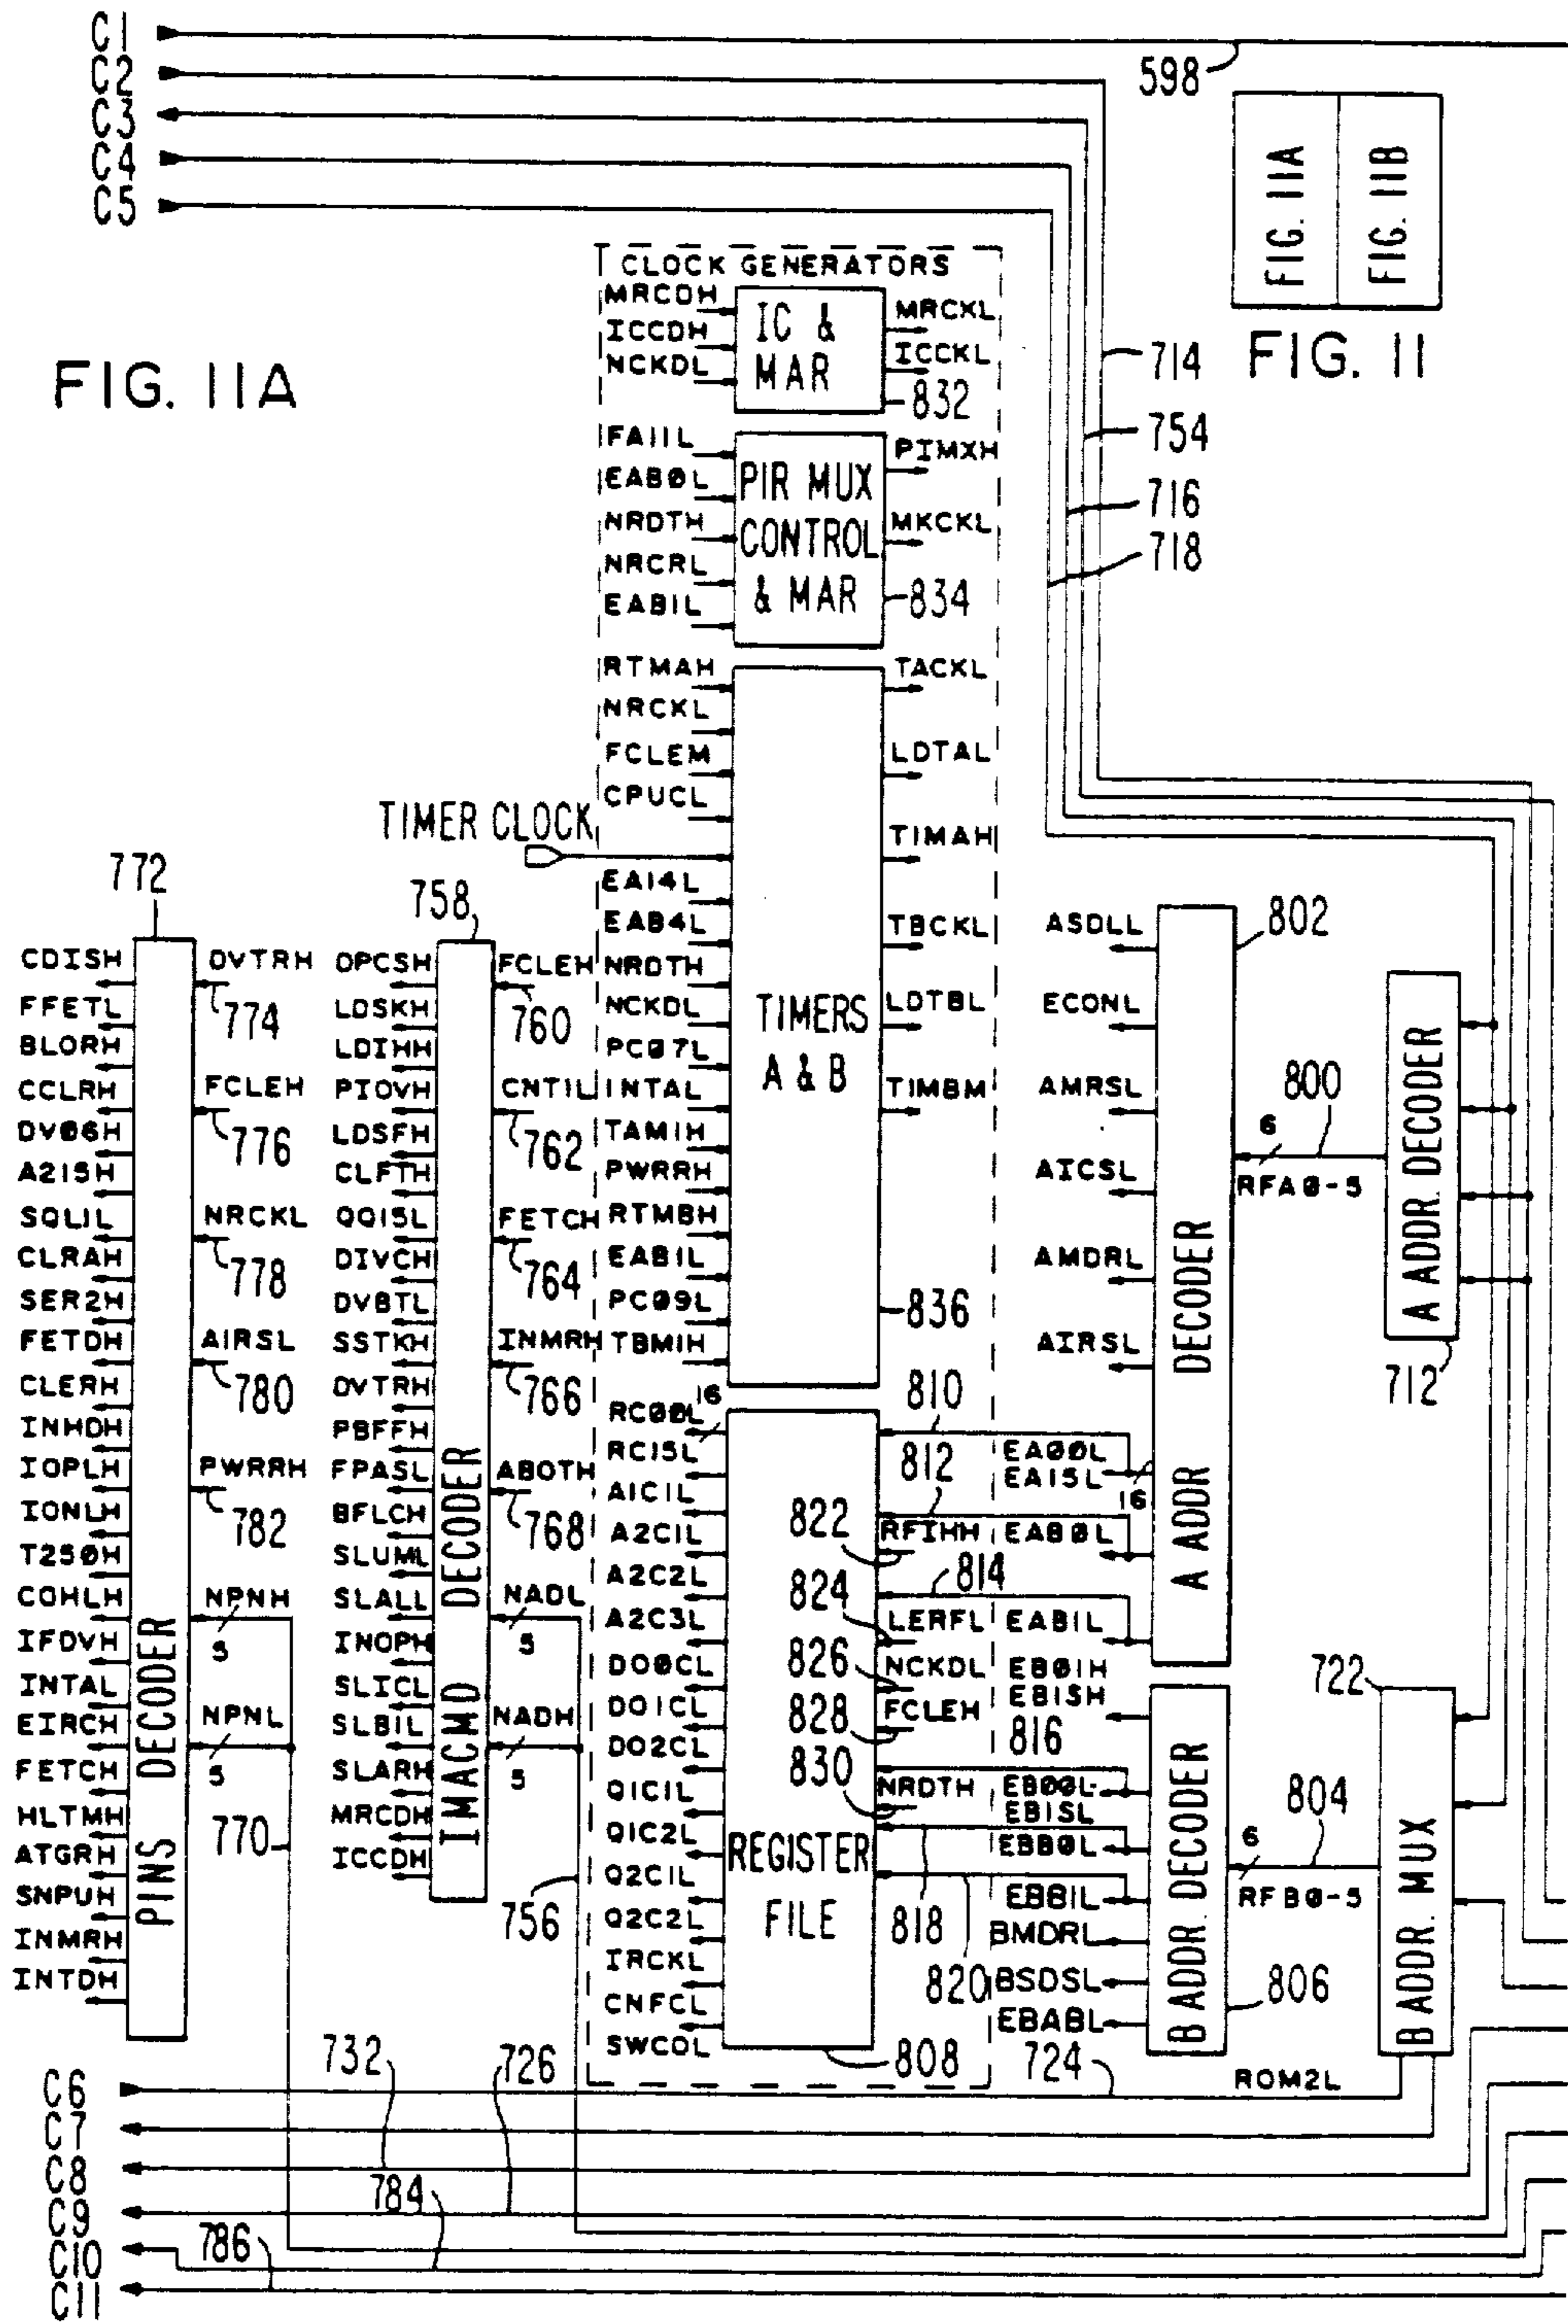 C1
C2
C3
C4
C5
598
FIG. 11A
FIG. 11B
FIG. 11
FIG. 11A
714
754
716
718
CLOCK GENERATORS
MRCDH
ICCDH
NCKDL
IC &
MAR
MRCKL
ICCKL
832
FA11L
EAB0L
NRDTH
NRCRL
EAB1L
PIR MUX
CONTROL
& MAR
PIMXH
MKCKL
834
RTMAH
NRCKL
FCLEM
CPUCL
TIMER CLOCK
EA14L
EAB4L
NRDTH
NCKDL
PC07L
INTAL
TAMIH
PWRRH
RTMBH
EAB1L
PC09L
TBMIH
TIMERS
A & B
TACKL
LDTAL
TIMAH
TBCKL
LDTBL
TIMBM
836
772
CDISH
FFETL
BLORH
CCLRH
DV06H
A21SH
SQLIL
CLRAH
SER2H
FETDH
CLERH
INHDH
IOPLH
IONLH
T250H
COHLH
IFDVH
INTAL
EIRCH
FETCH
HLTMH
ATGRH
SNPUH
INMRH
INTDH
PINS DECODER
DVTRH
774
FCLEH
776
NRCKL
778
AIRSL
780
PWRRH
782
NPNH
5
NPNL
5
770
758
OPCSH
LDSKH
LDIHH
PIOVH
LDSFH
CLFTH
QQ15L
DIVCH
DVBTL
SSTKH
DVTRH
PBFFH
FPASL
BFLCH
SLUML
SLALL
INOPH
SLICL
SLBIL
SLARH
MRCDH
ICCDH
IMACMD DECODER
FCLEH
760
CNTIL
762
FETCH
764
INMRH
766
ABOTH
768
NADL
5
NADH
5
756
RC00L
16
RC15L
A1C1L
A2C1L
A2C2L
A2C3L
DO0CL
DO1CL
DO2CL
Q1C1L
Q1C2L
Q2C1L
Q2C2L
IRCKL
CNFCL
SWCOL
REGISTER
FILE
808
810
812
822
RFIHH
814
824
LERFL
826
NCKDL
828
FCLEH
816
830
NRDTH
818
820
EA00L
EA15L
16
EAB0L
EAB1L
EB01H
EB15H
EB00L-
EB15L
EBB0L
EBB1L
BMDRL
BSDSL
EBABL
ASDLL
ECONL
AMRSL
AICSL
AMDRL
AIRSL
A ADDR DECODER
802
6
800
RFA0-5
A ADDR. DECODER
712
B ADDR. DECODER
806
6
804
RFB0-5
722
B ADDR. MUX
724
ROM2L
732
726
784
786
C6
C7
C8
C9
C10
C11